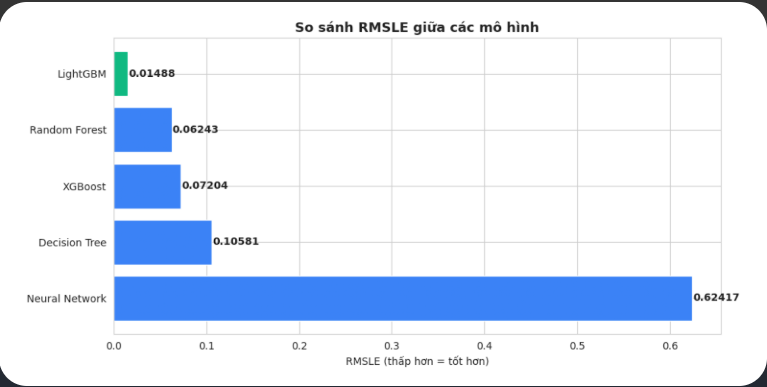 So sánh RMSLE giữa các mô hình
LightGBM
0.01488
Random Forest
0.06243
XGBoost
0.07204
Decision Tree
0.10581
Neural Network
0.62417
0.0 0.1 0.2 0.3 0.4 0.5 0.6
RMSLE (thấp hơn = tốt hơn)